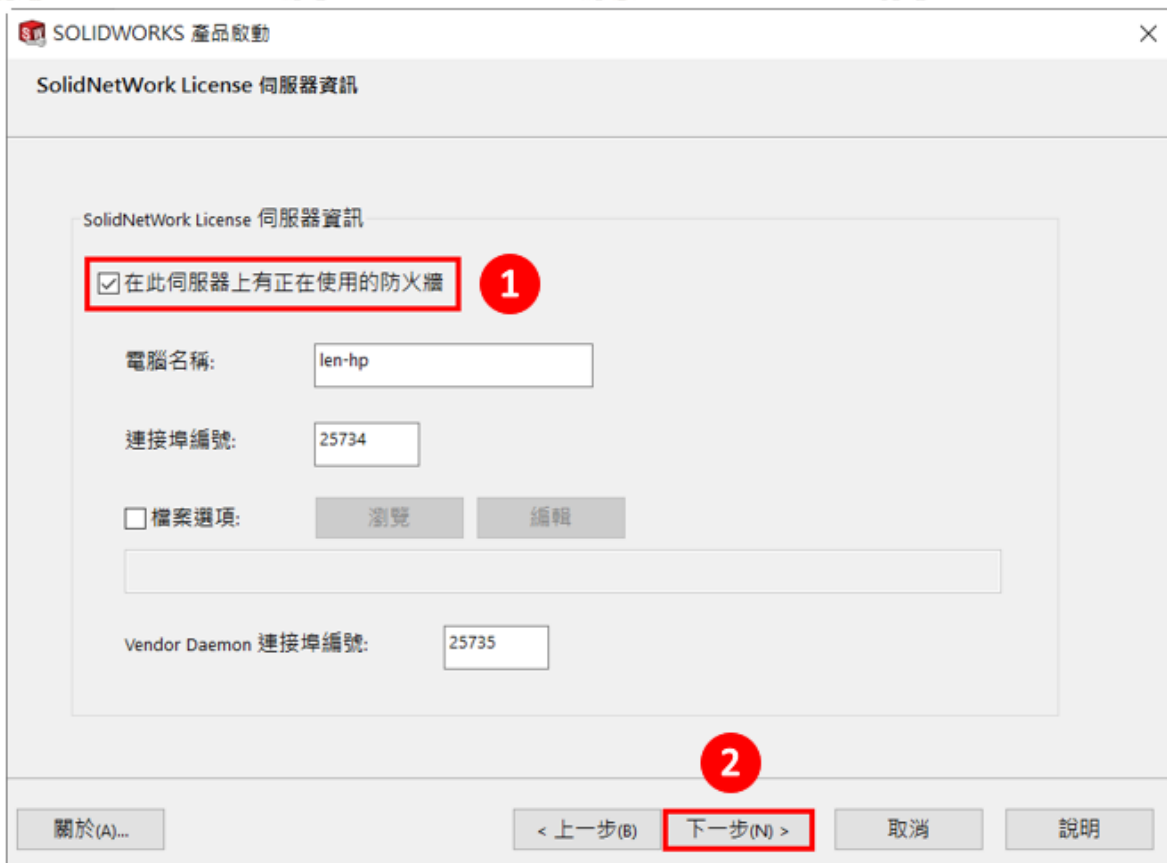 SOLIDWORKS 產品啟動
SolidNetWork License 伺服器資訊
SolidNetWork License 伺服器資訊
在此伺服器上有正在使用的防火牆
1
電腦名稱:
len-hp
連接埠編號:
25734
檔案選項:
瀏覽
編輯
Vendor Daemon 連接埠編號:
25735
2
關於(A)...
< 上一步(B)
下一步(N) >
取消
說明